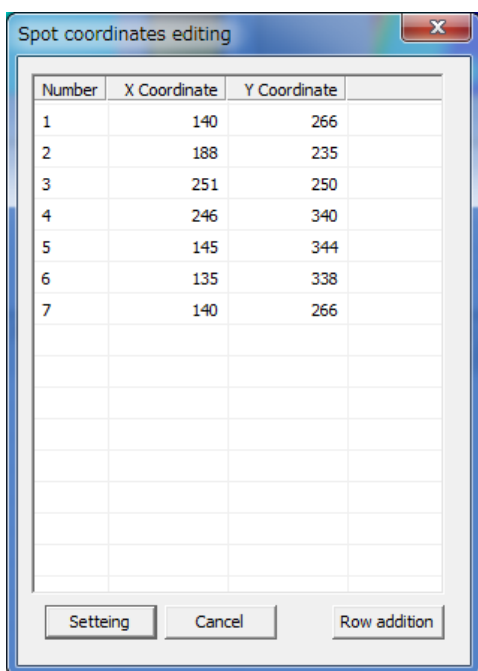 Spot coordinates editing
Number X Coordinate Y Coordinate
1 140 266
2 188 235
3 251 250
4 246 340
5 145 344
6 135 338
7 140 266
Setteing Cancel Row addition